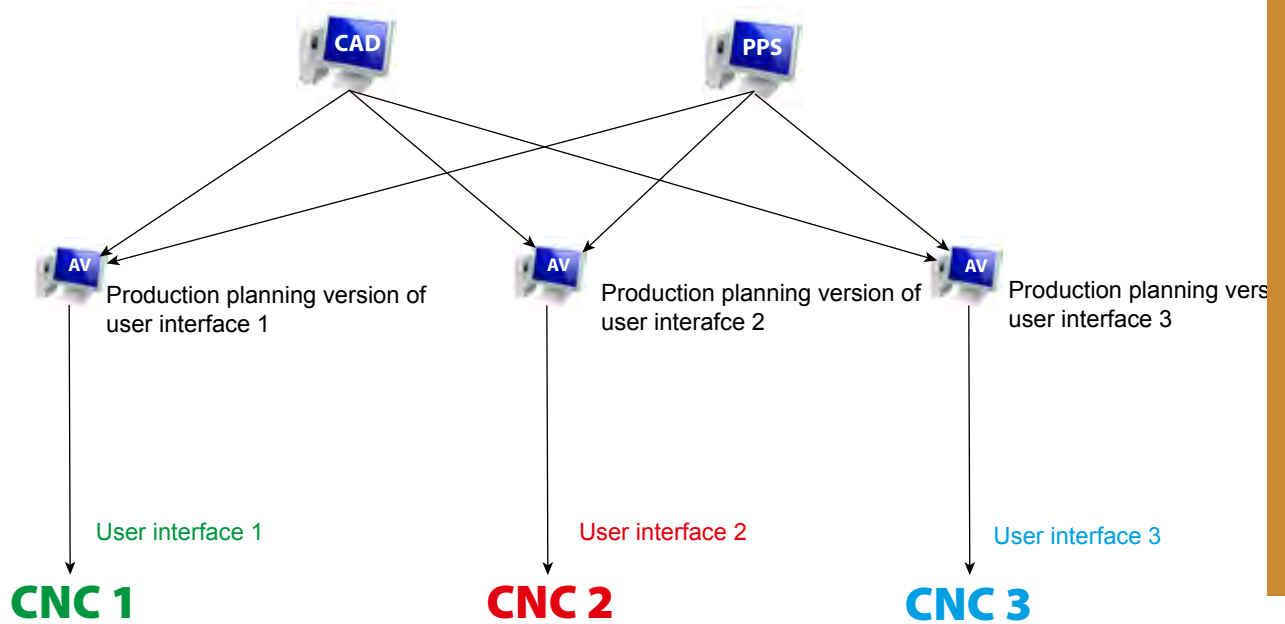 CAD
PPS
AV
AV
AV
Production planning version of
user interface 1
Production planning version of
user interafce 2
Production planning vers
user interface 3
User interface 1
User interface 2
User interface 3
CNC 1
CNC 2
CNC 3